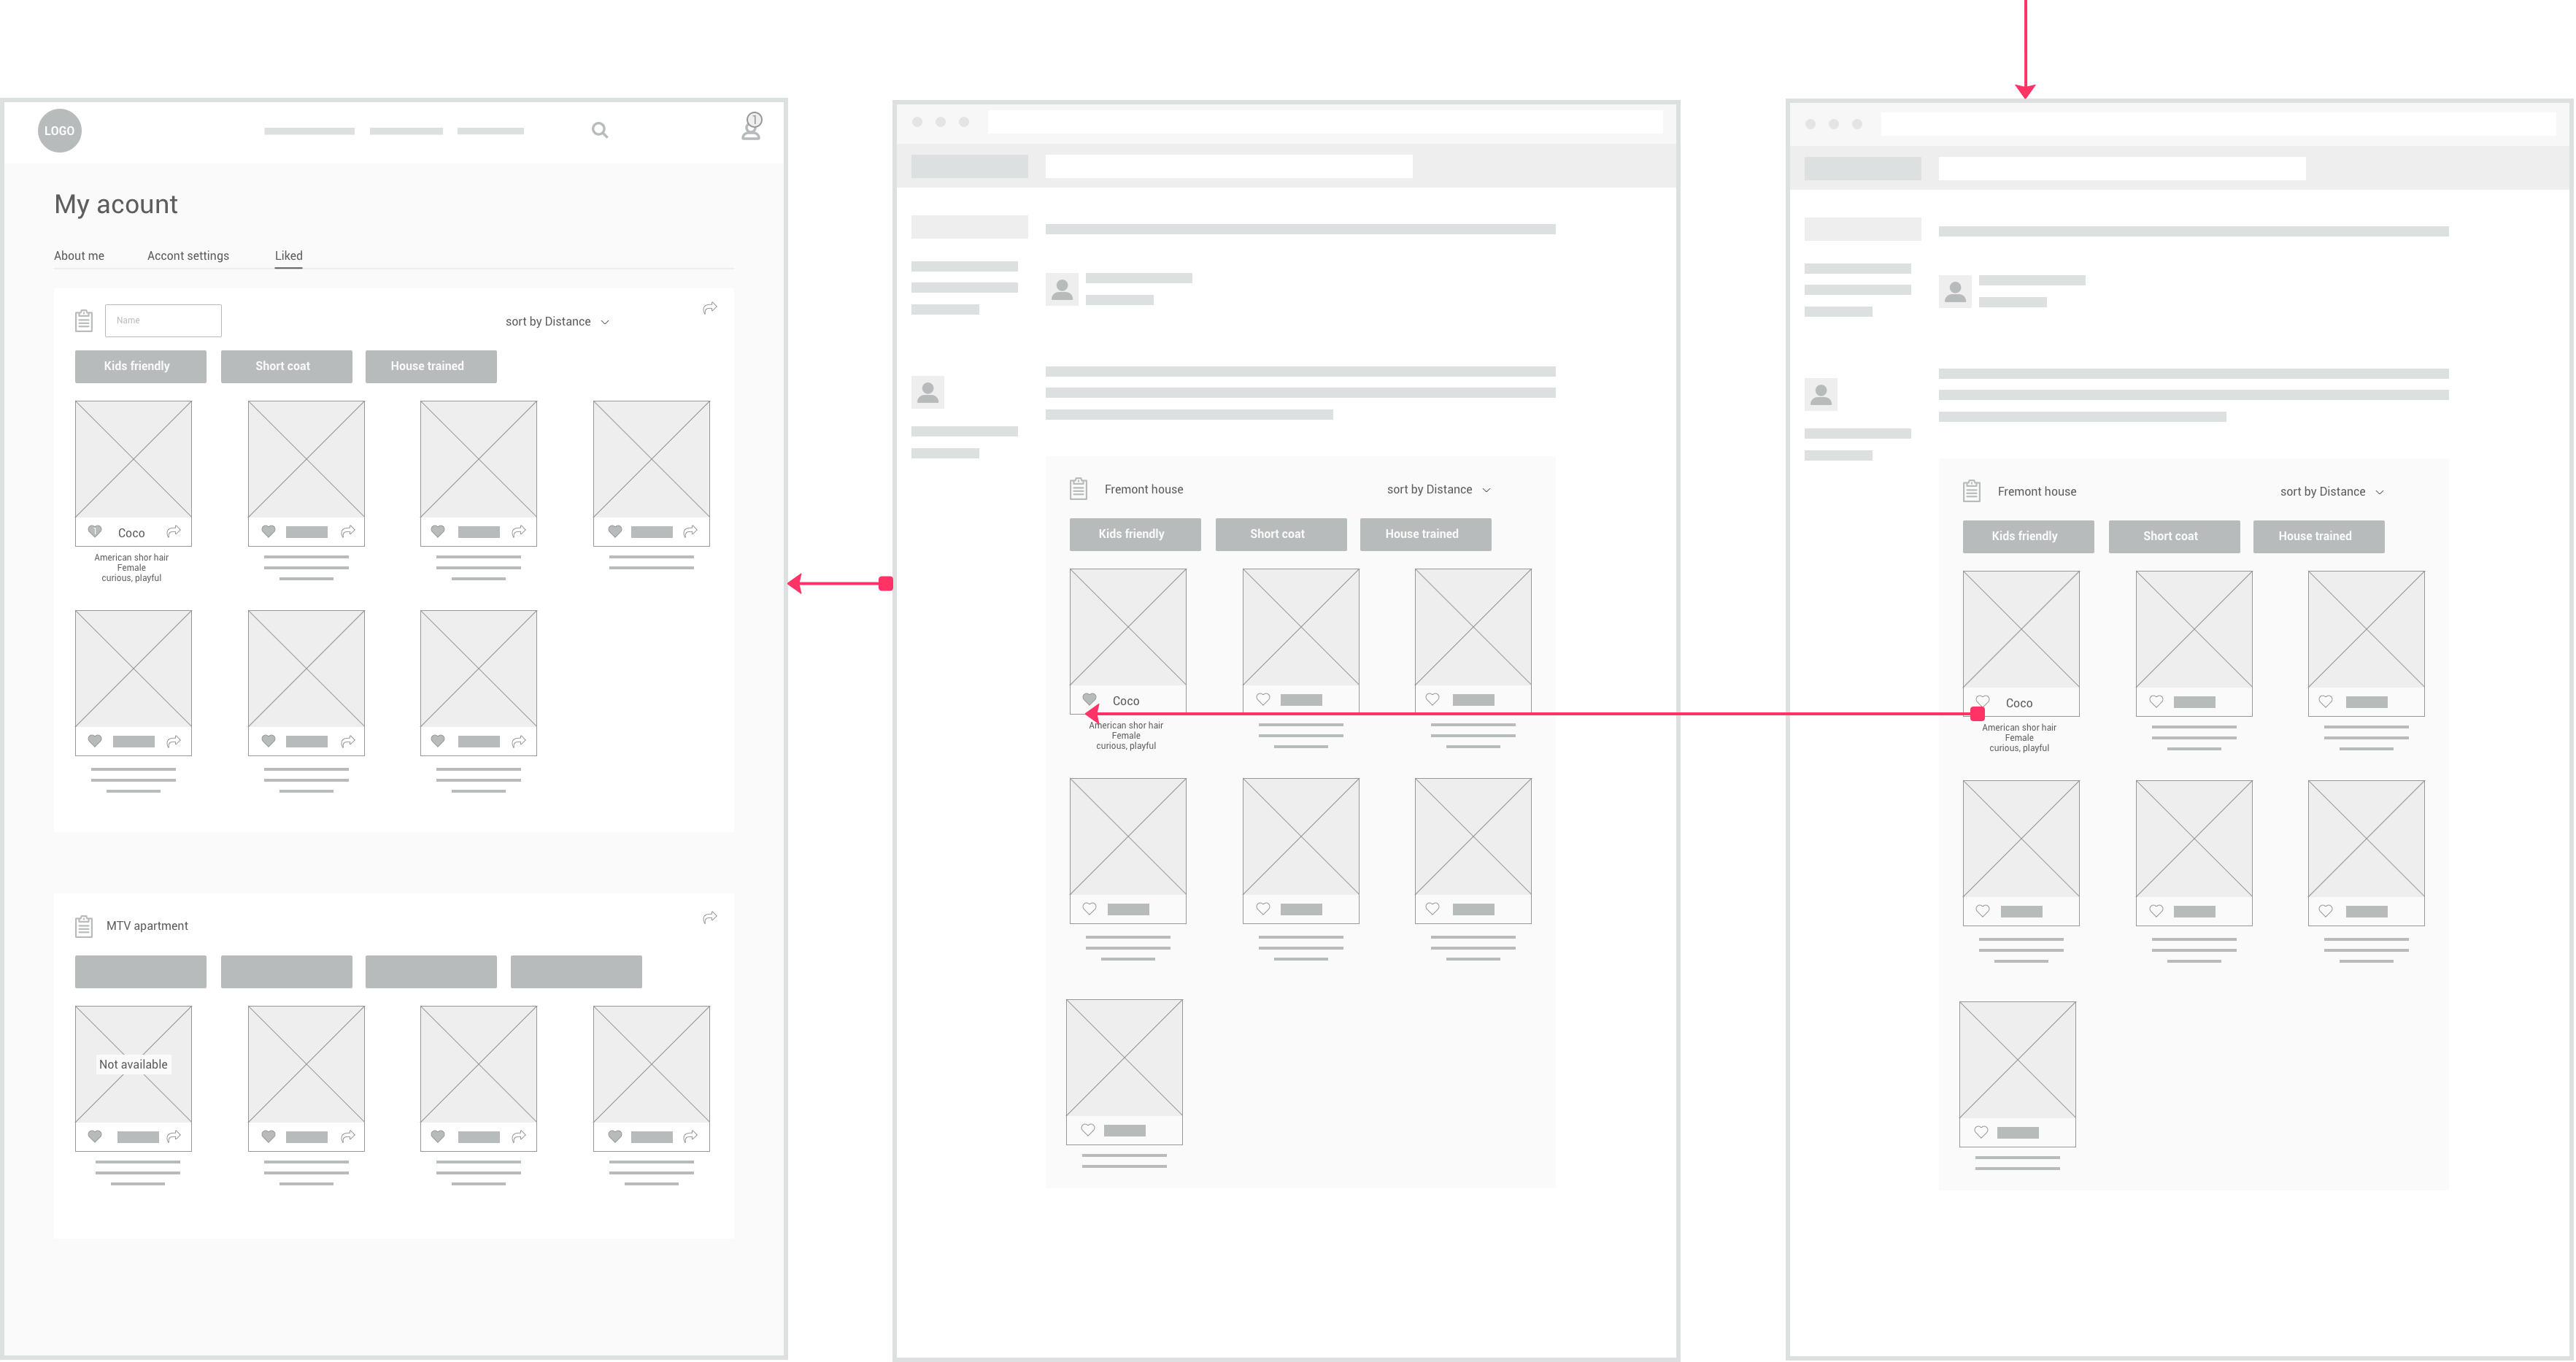 LOGO
1
My acount
About me
Accont settings
Liked
Name
sort by Distance
Kids friendly
Short coat
House trained
1
Coco
American shor hair
Female
curious, playful
MTV apartment
Not available
Fremont house
sort by Distance
Kids friendly
Short coat
House trained
Coco
American shor hair
Female
curious, playful
Fremont house
sort by Distance
Kids friendly
Short coat
House trained
Coco
American shor hair
Female
curious, playful